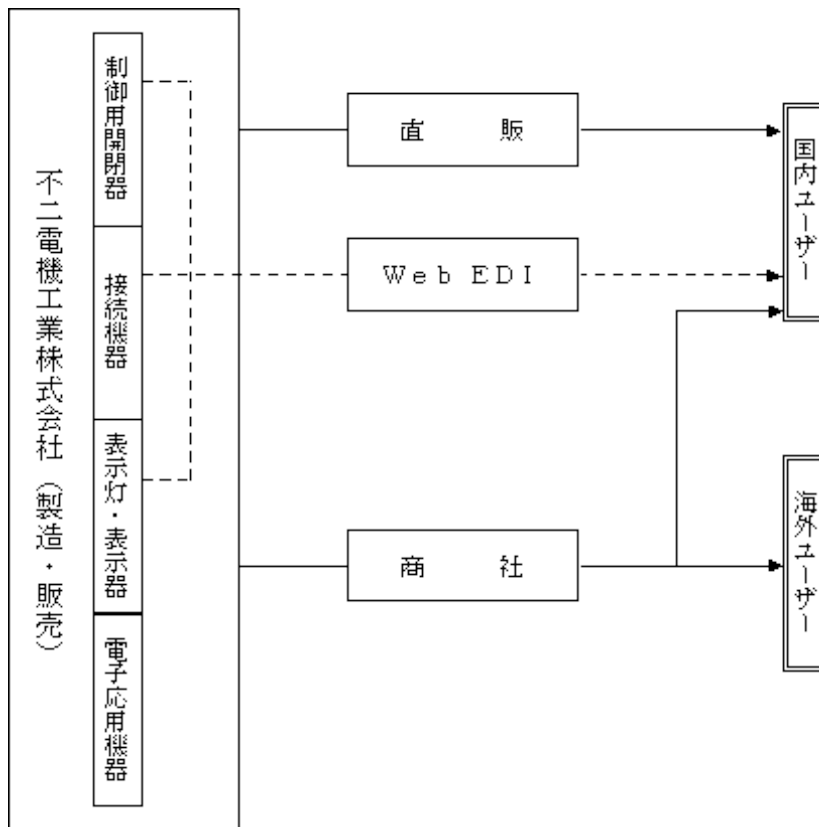 不二電機工業株式会社（製造・販売）
制御用開閉器
接続機器
表示灯・表示器
電子応用機器
直　販
Ｗｅｂ ＥＤＩ
商　社
国内ユーザー
海外ユーザー